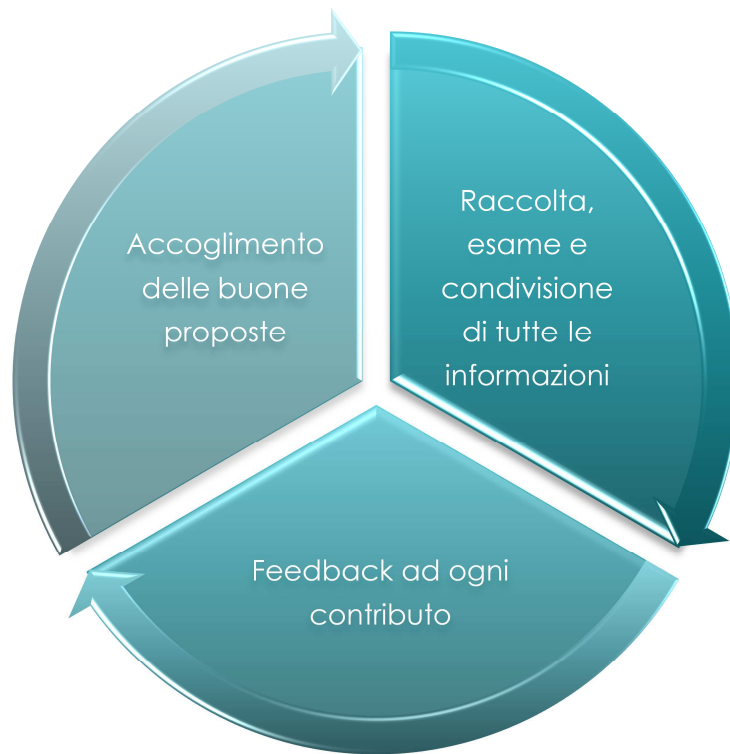 Raccolta,
esame e
condivisione
di tutte le
informazioni
Feedback ad ogni
contributo
Accoglimento
delle buone
proposte